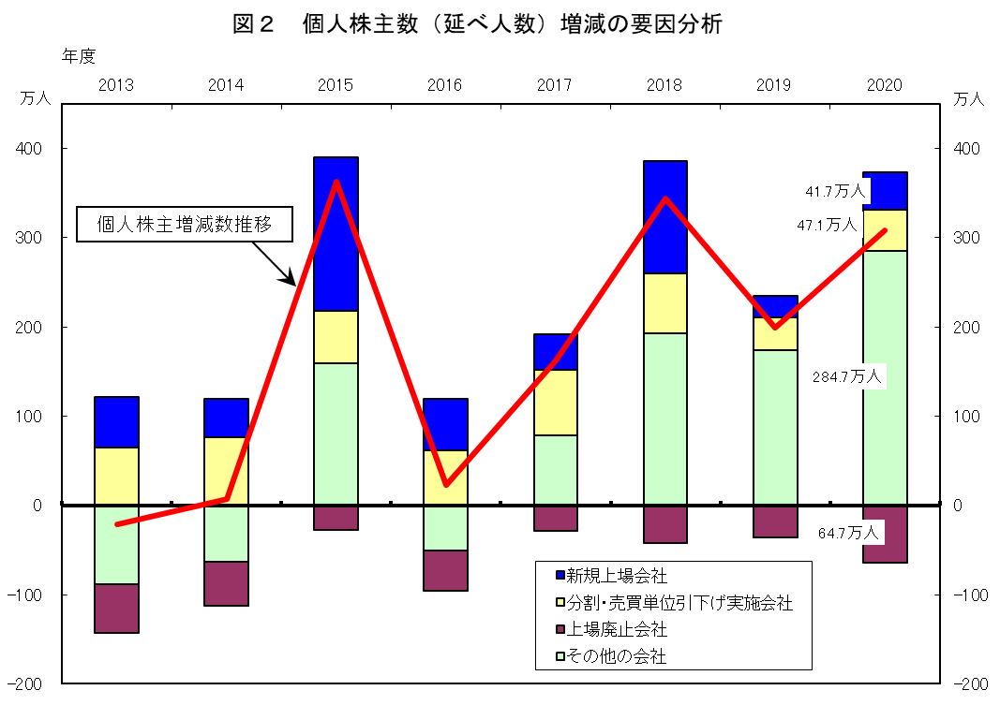 図２　個人株主数（延べ人数）増減の要因分析
年度
2013 2014 2015 2016 2017 2018 2019 2020
万人 万人
400 400
41.7万人
個人株主増減数推移
47.1万人
300 300
200 200
284.7万人
100 100
0 0
64.7万人
新規上場会社
-100 -100
分割・売買単位引下げ実施会社
上場廃止会社
その他の会社
-200 -200